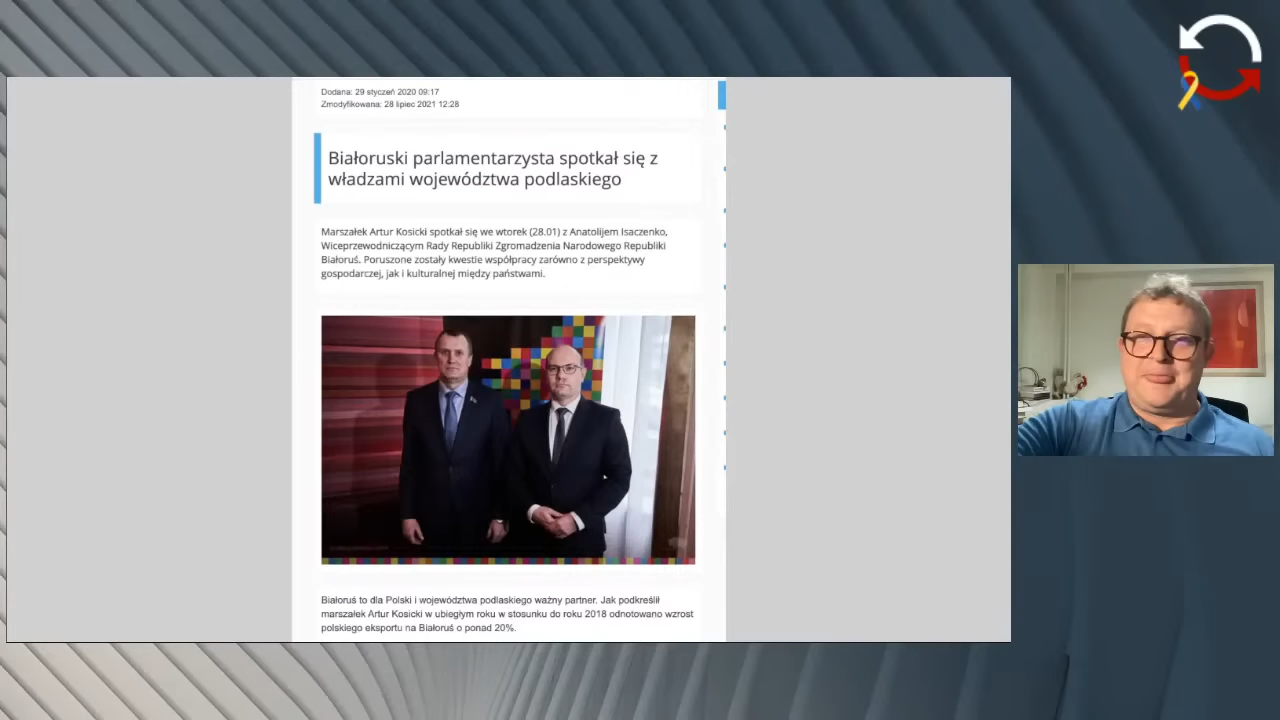 Dodana: 29 styczeń 2020 09:17
Zmodyfikowana: 28 lipiec 2021 12:28
Białoruski parlamentarzysta spotkał się z
władzami województwa podlaskiego
Marszałek Artur Kosicki spotkał się we wtorek (28.01) z Anatolijem Isaczenko,
Wiceprzewodniczącym Rady Republiki Zgromadzenia Narodowego Republiki
Białoruś. Poruszone zostały kwestie współpracy zarówno z perspektywy
gospodarczej, jak i kulturalnej między państwami.
Białoruś to dla Polski i województwa podlaskiego ważny partner. Jak podkreślił
marszałek Artur Kosicki w ubiegłym roku w stosunku do roku 2018 odnotowano wzrost
polskiego eksportu na Białoruś o ponad 20%.